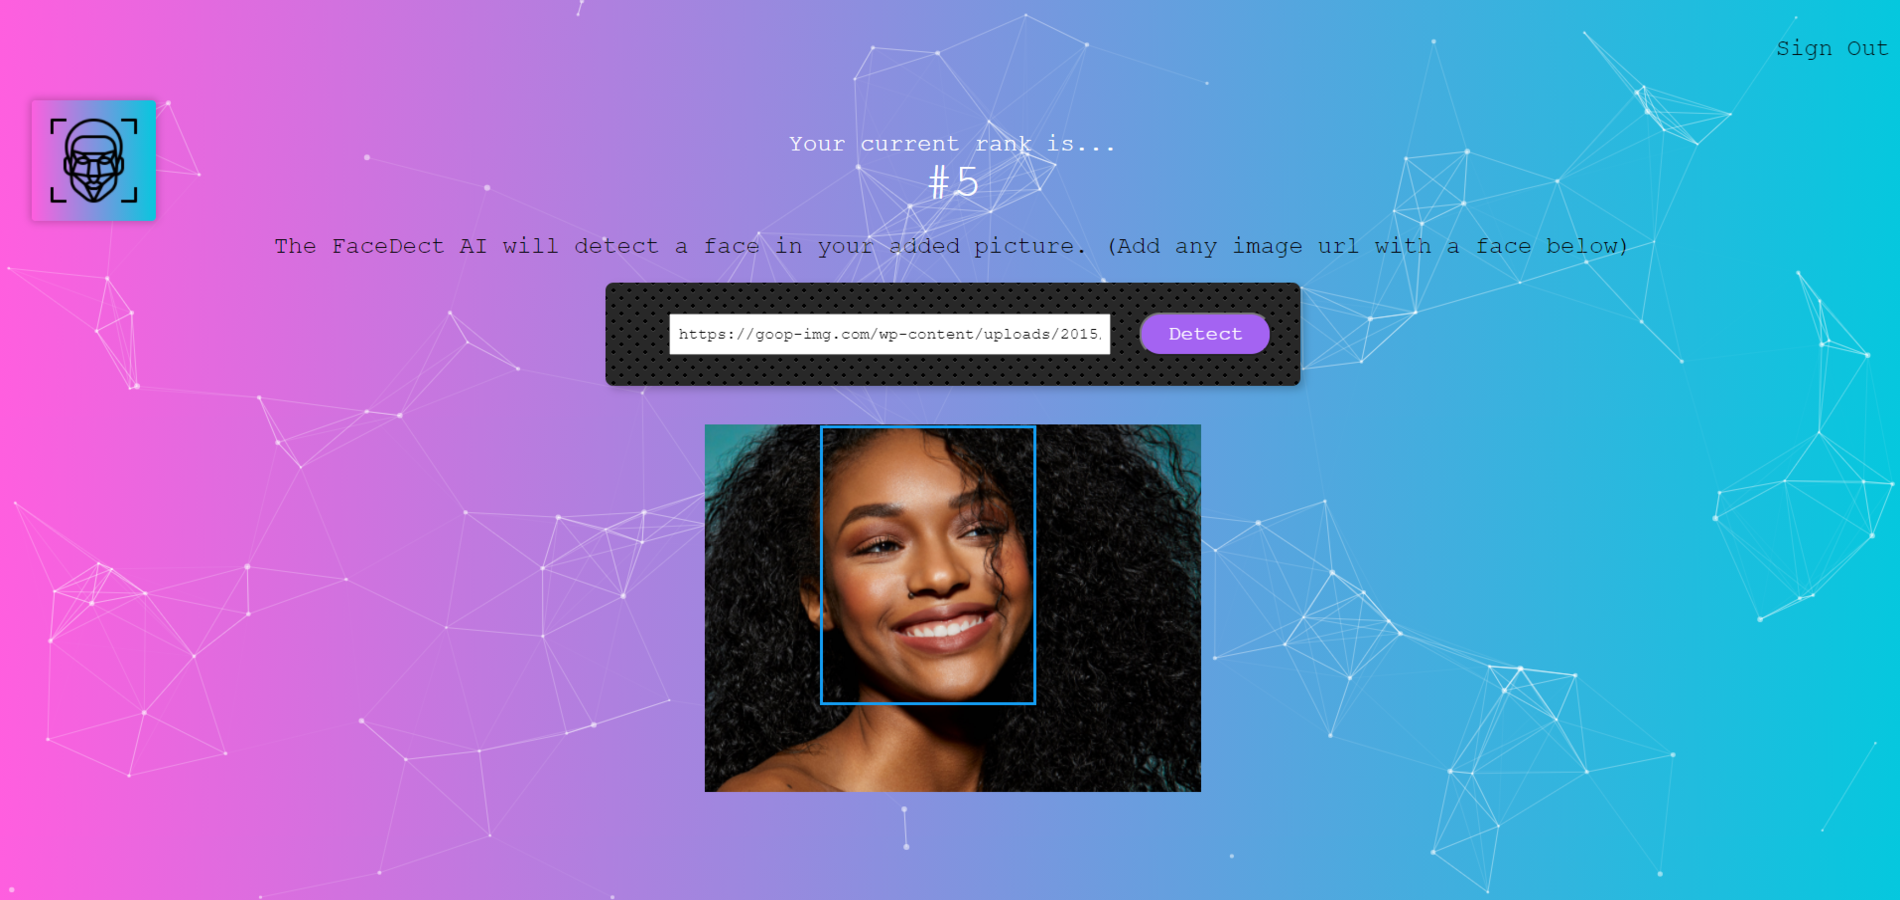 Sign Out
Your current rank is...
#5
The FaceDect AI will detect a face in your added picture. (Add any image url with a face below)
https://goop-img.com/wp-content/uploads/2015,
Detect